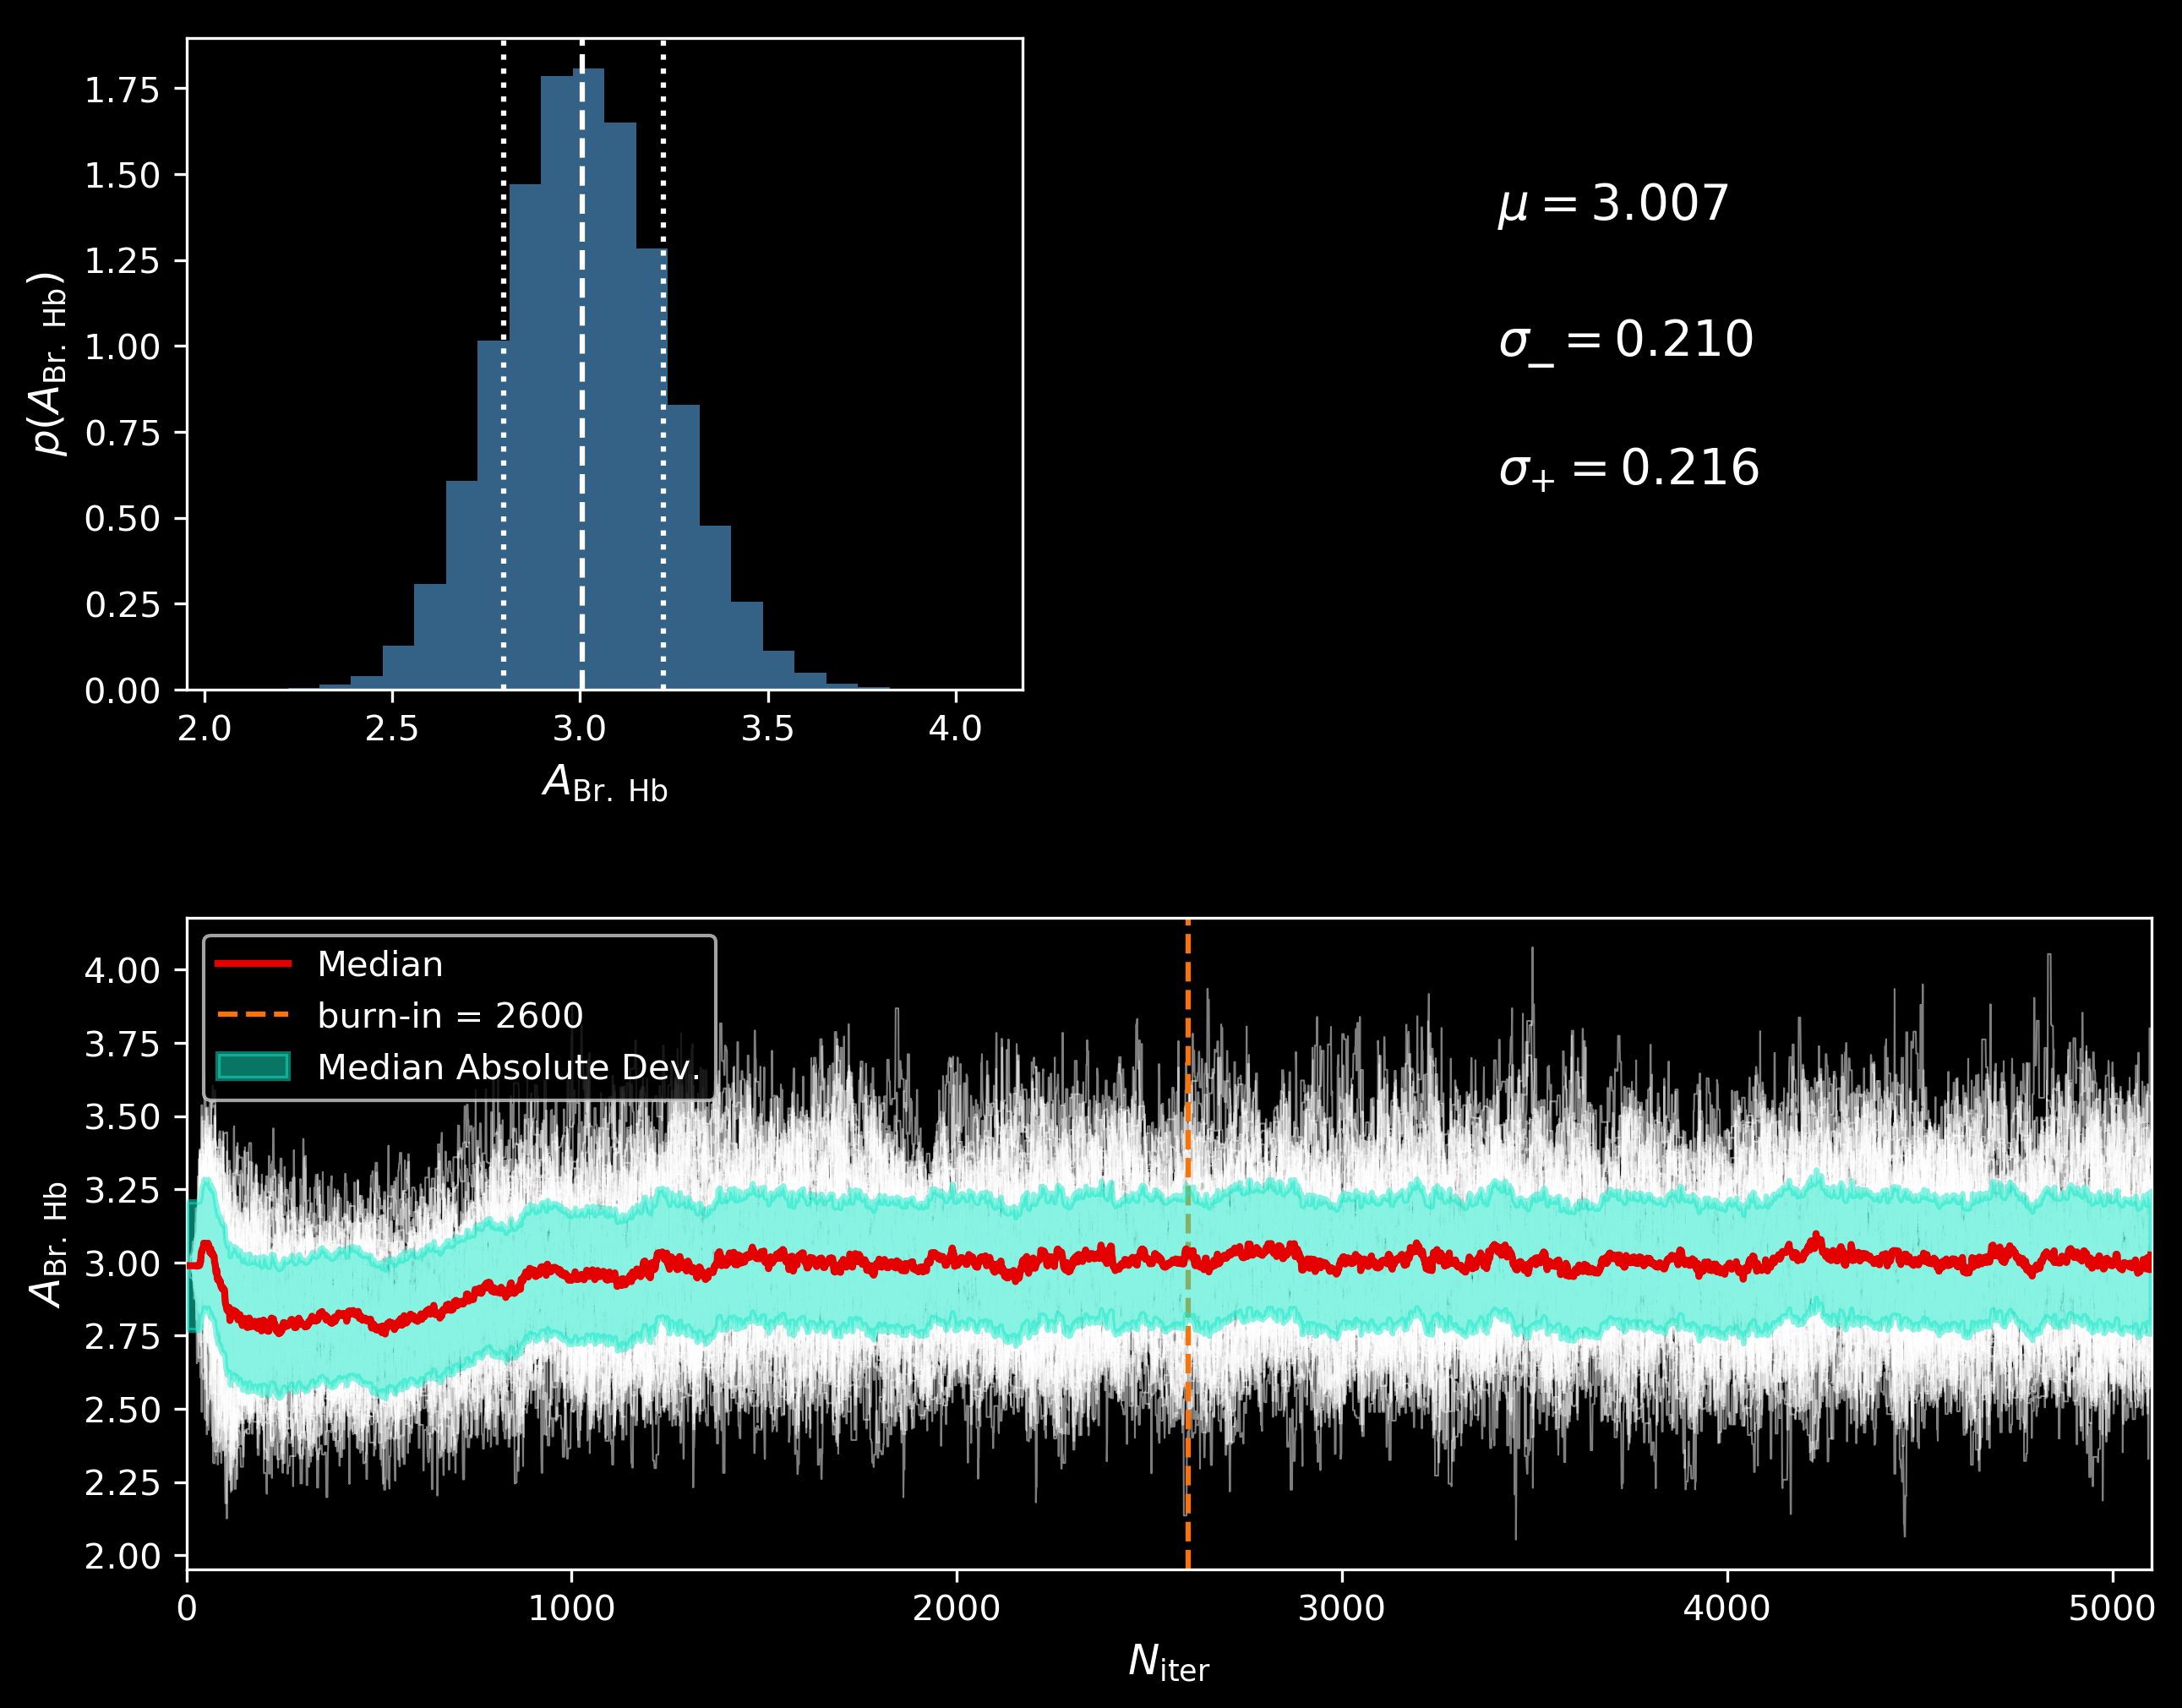 1.75
1.50
1.25
1.00
0.75
0.50
0.25
0.00
p(A_Br. Hb)
2.0 2.5 3.0 3.5 4.0
A_Br. Hb
μ = 3.007
σ_− = 0.210
σ_+ = 0.216
Median
burn-in = 2600
Median Absolute Dev.
4.00
3.75
3.50
3.25
3.00
2.75
2.50
2.25
2.00
A_Br. Hb
0 1000 2000 3000 4000 5000
N_iter